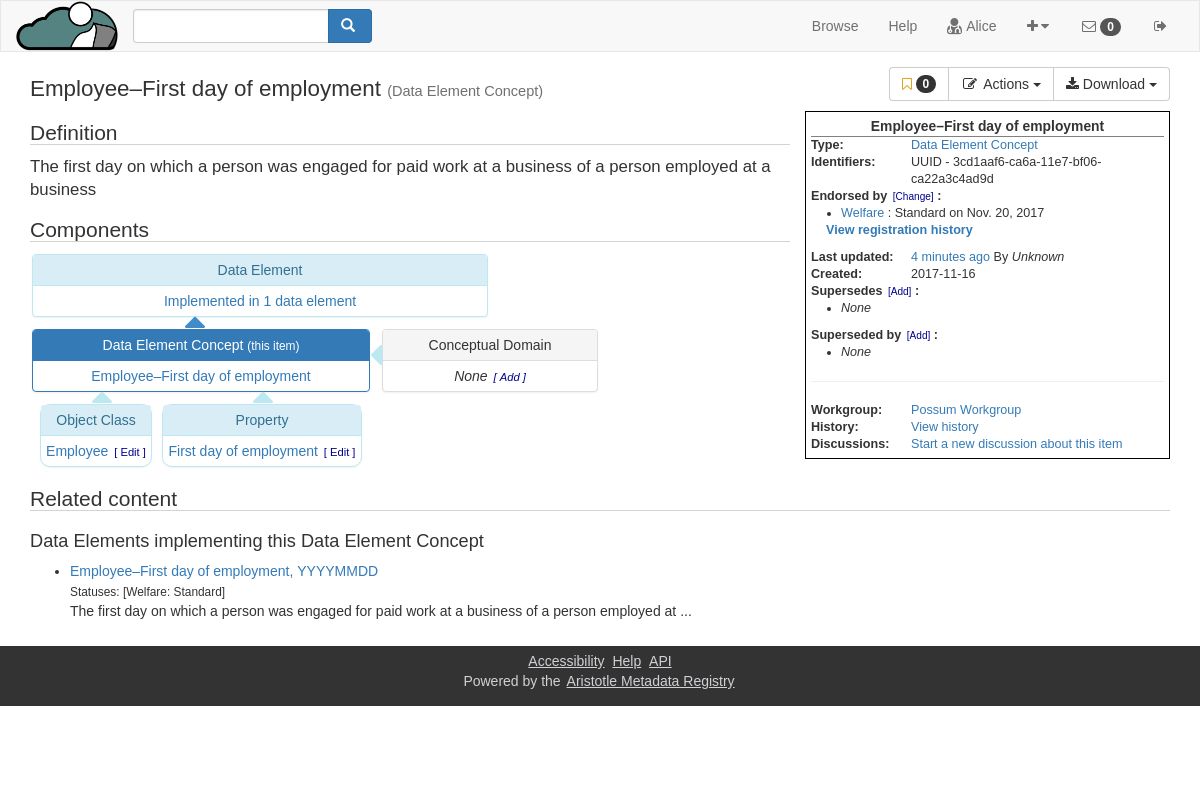 Browse Help Alice 0
Employee–First day of employment (Data Element Concept)
0 Actions Download
Definition
The first day on which a person was engaged for paid work at a business of a person employed at a
business
Components
Data Element
Implemented in 1 data element
Data Element Concept (this item)
Employee–First day of employment
Conceptual Domain
None [ Add ]
Object Class
Employee [ Edit ]
Property
First day of employment [ Edit ]
Employee–First day of employment
Type: Data Element Concept
Identifiers: UUID - 3cd1aaf6-ca6a-11e7-bf06-
ca22a3c4ad9d
Endorsed by [Change] :
Welfare : Standard on Nov. 20, 2017
View registration history
Last updated: 4 minutes ago By Unknown
Created: 2017-11-16
Supersedes [Add] :
None
Superseded by [Add] :
None
Workgroup: Possum Workgroup
History: View history
Discussions: Start a new discussion about this item
Related content
Data Elements implementing this Data Element Concept
Employee–First day of employment, YYYYMMDD
Statuses: [Welfare: Standard]
The first day on which a person was engaged for paid work at a business of a person employed at ...
Accessibility Help API
Powered by the Aristotle Metadata Registry